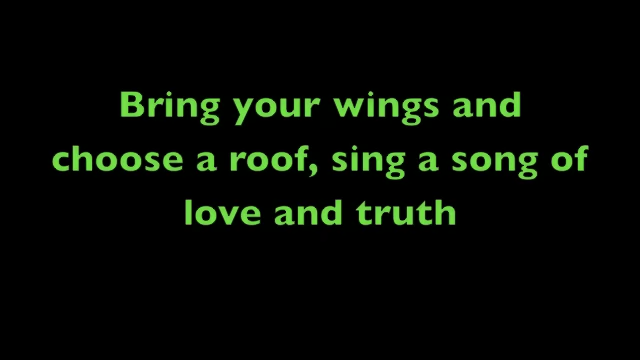 Bring your wings and
choose a roof, sing a song of
love and truth